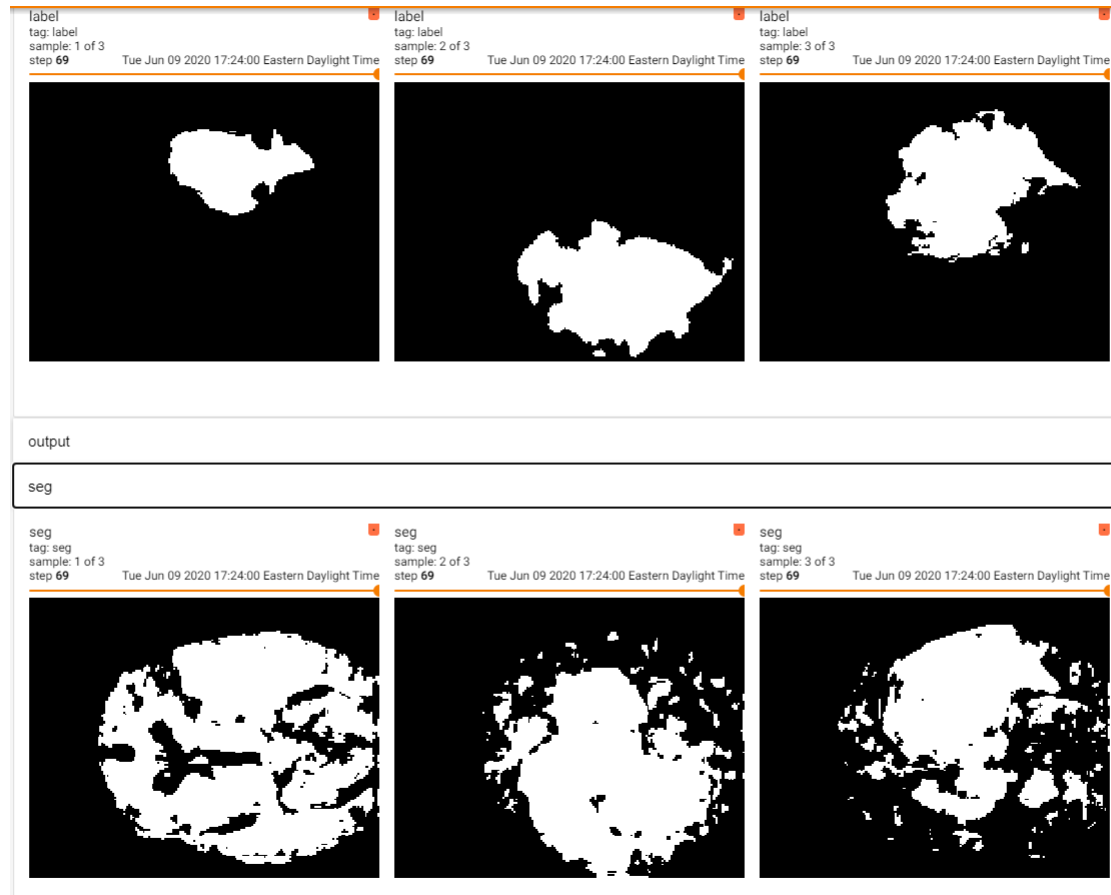 label
tag: label
sample: 1 of 3
step 69 Tue Jun 09 2020 17:24:00 Eastern Daylight Time
label
tag: label
sample: 2 of 3
step 69 Tue Jun 09 2020 17:24:00 Eastern Daylight Time
label
tag: label
sample: 3 of 3
step 69 Tue Jun 09 2020 17:24:00 Eastern Daylight Time
output
seg
seg
tag: seg
sample: 1 of 3
step 69 Tue Jun 09 2020 17:24:00 Eastern Daylight Time
seg
tag: seg
sample: 2 of 3
step 69 Tue Jun 09 2020 17:24:00 Eastern Daylight Time
seg
tag: seg
sample: 3 of 3
step 69 Tue Jun 09 2020 17:24:00 Eastern Daylight Time